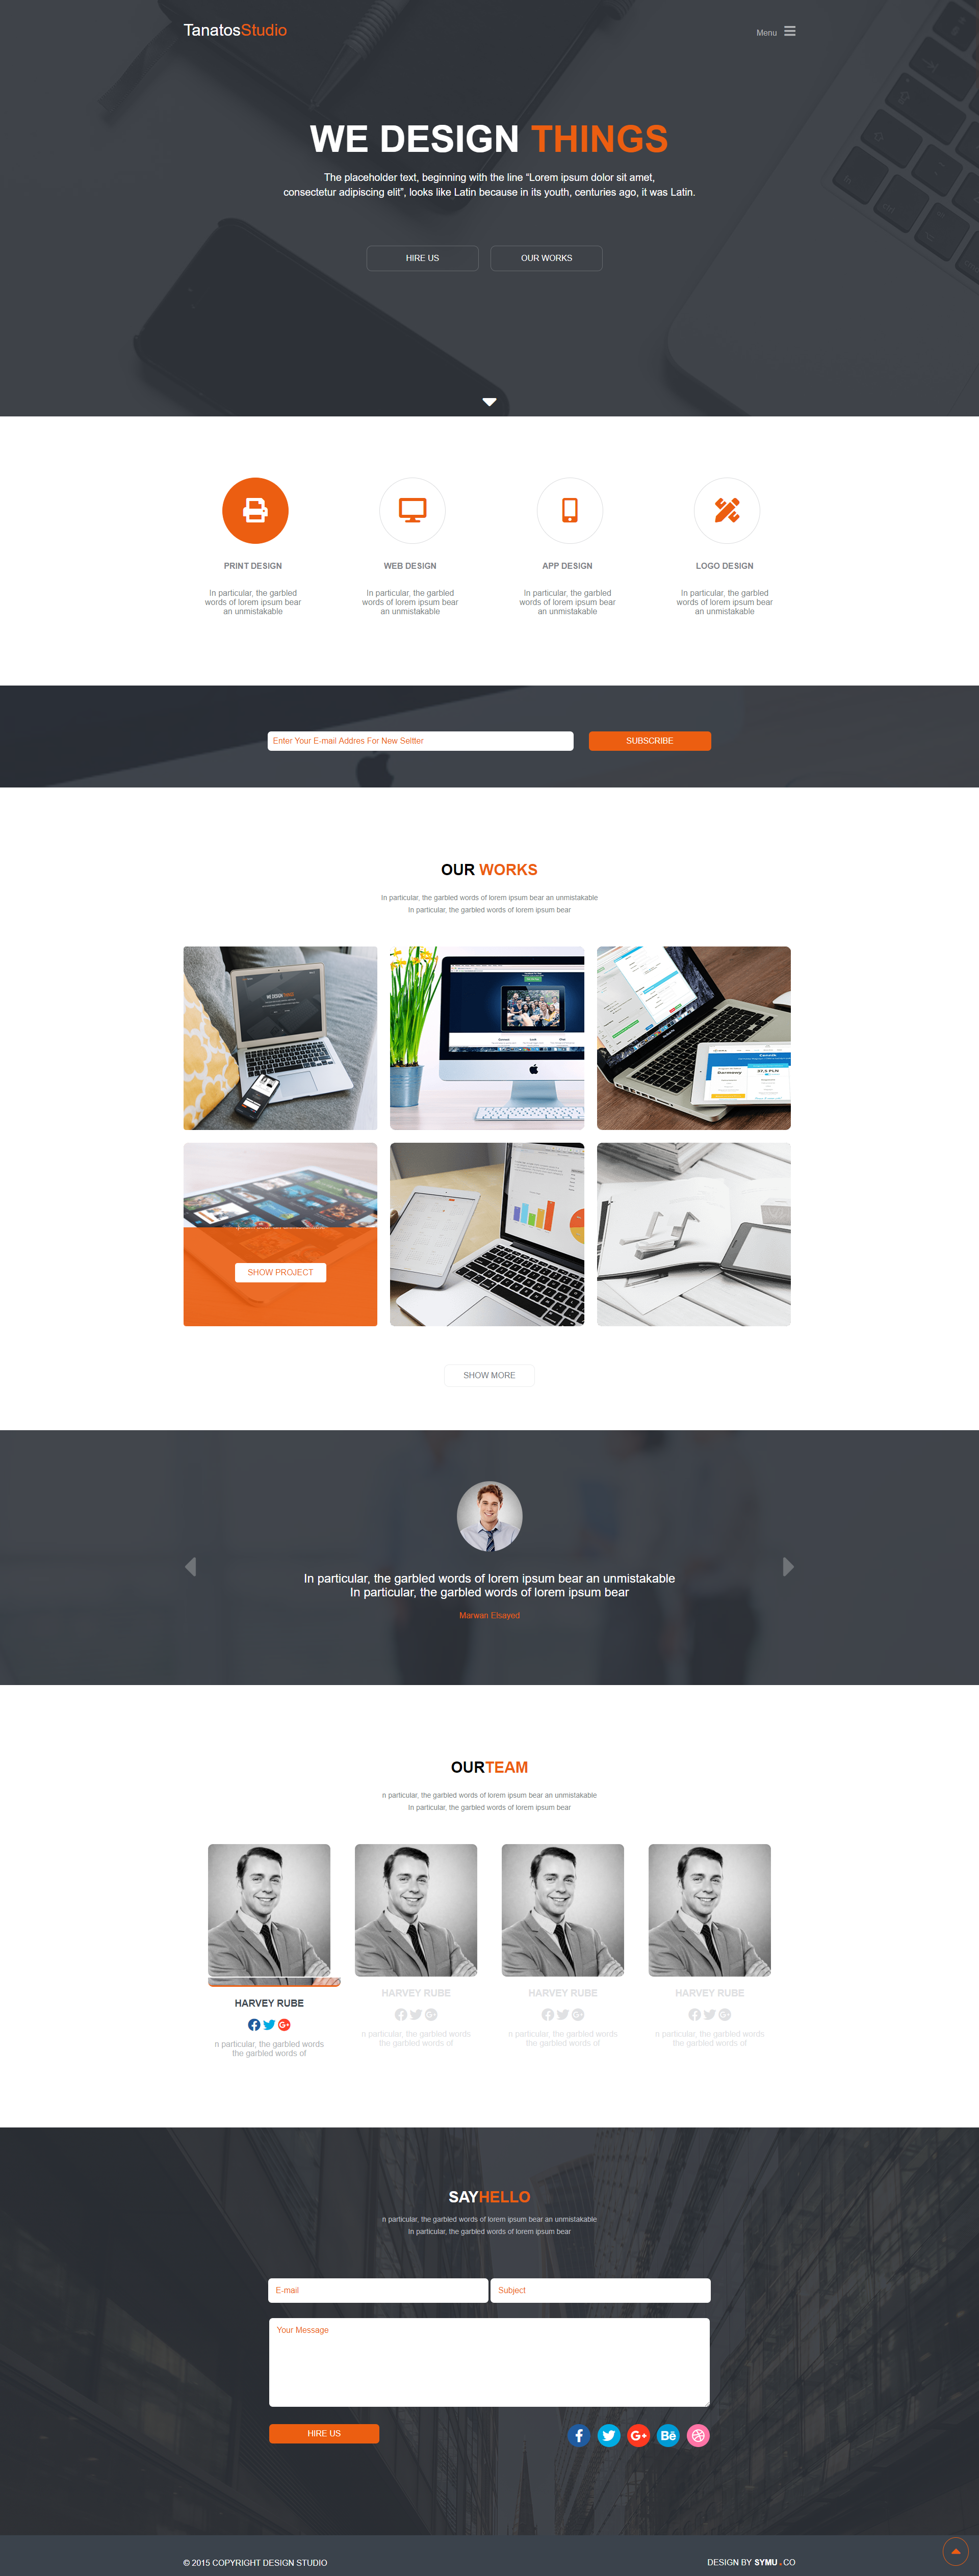 TanatosStudio
Menu
WE DESIGN THINGS
The placeholder text, beginning with the line “Lorem ipsum dolor sit amet,
consectetur adipiscing elit”, looks like Latin because in its youth, centuries ago, it was Latin.
HIRE US
OUR WORKS
PRINT DESIGN
In particular, the garbled
words of lorem ipsum bear
an unmistakable
WEB DESIGN
In particular, the garbled
words of lorem ipsum bear
an unmistakable
APP DESIGN
In particular, the garbled
words of lorem ipsum bear
an unmistakable
LOGO DESIGN
In particular, the garbled
words of lorem ipsum bear
an unmistakable
Enter Your E-mail Addres For New Seltter
SUBSCRIBE
OUR WORKS
In particular, the garbled words of lorem ipsum bear an unmistakable
In particular, the garbled words of lorem ipsum bear
WE DESIGN THINGS
SHOW PROJECT
SHOW MORE
In particular, the garbled words of lorem ipsum bear an unmistakable
In particular, the garbled words of lorem ipsum bear
Marwan Elsayed
OURTEAM
n particular, the garbled words of lorem ipsum bear an unmistakable
In particular, the garbled words of lorem ipsum bear
HARVEY RUBE
n particular, the garbled words
the garbled words of
HARVEY RUBE
n particular, the garbled words
the garbled words of
HARVEY RUBE
n particular, the garbled words
the garbled words of
HARVEY RUBE
n particular, the garbled words
the garbled words of
SAYHELLO
n particular, the garbled words of lorem ipsum bear an unmistakable
In particular, the garbled words of lorem ipsum bear
E-mail
Subject
Your Message
HIRE US
© 2015 COPYRIGHT DESIGN STUDIO
DESIGN BY SYMU . CO